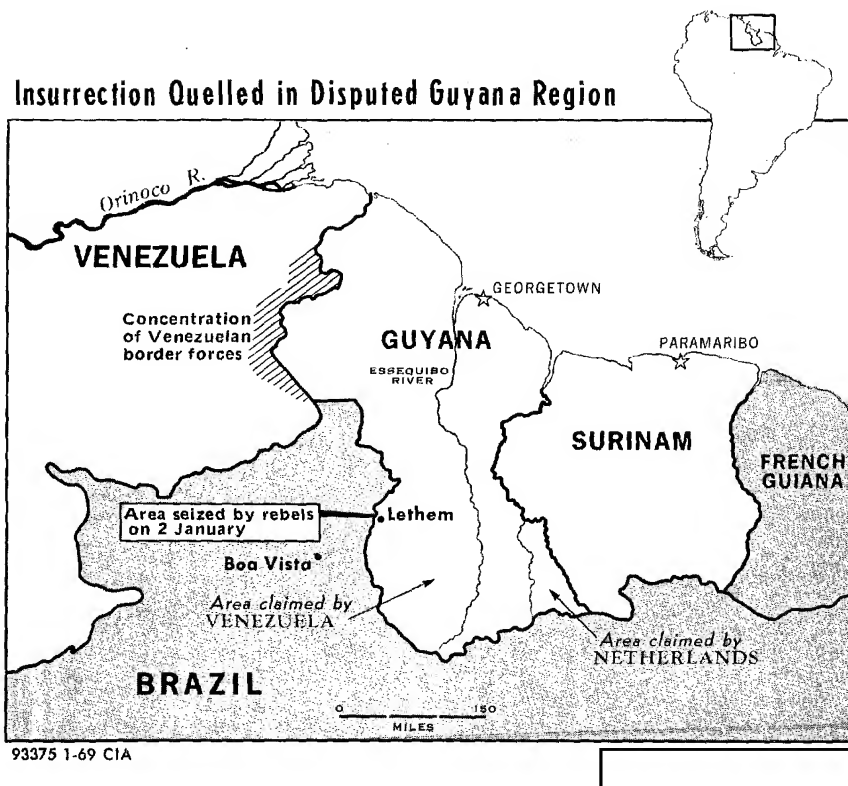 Insurrection Quelled in Disputed Guyana Region
Orinoco R.
VENEZUELA
GEORGETOWN
Concentration
of Venezuelan
border forces
GUYANA
PARAMARIBO
ESSEQUIBO
RIVER
SURINAM
FRENCH
GUIANA
Area seized by rebels
on 2 January
Lethem
Boa Vista
Area claimed by
VENEZUELA
Area claimed by
NETHERLANDS
BRAZIL
0 150
MILES
93375 1-69 CIA